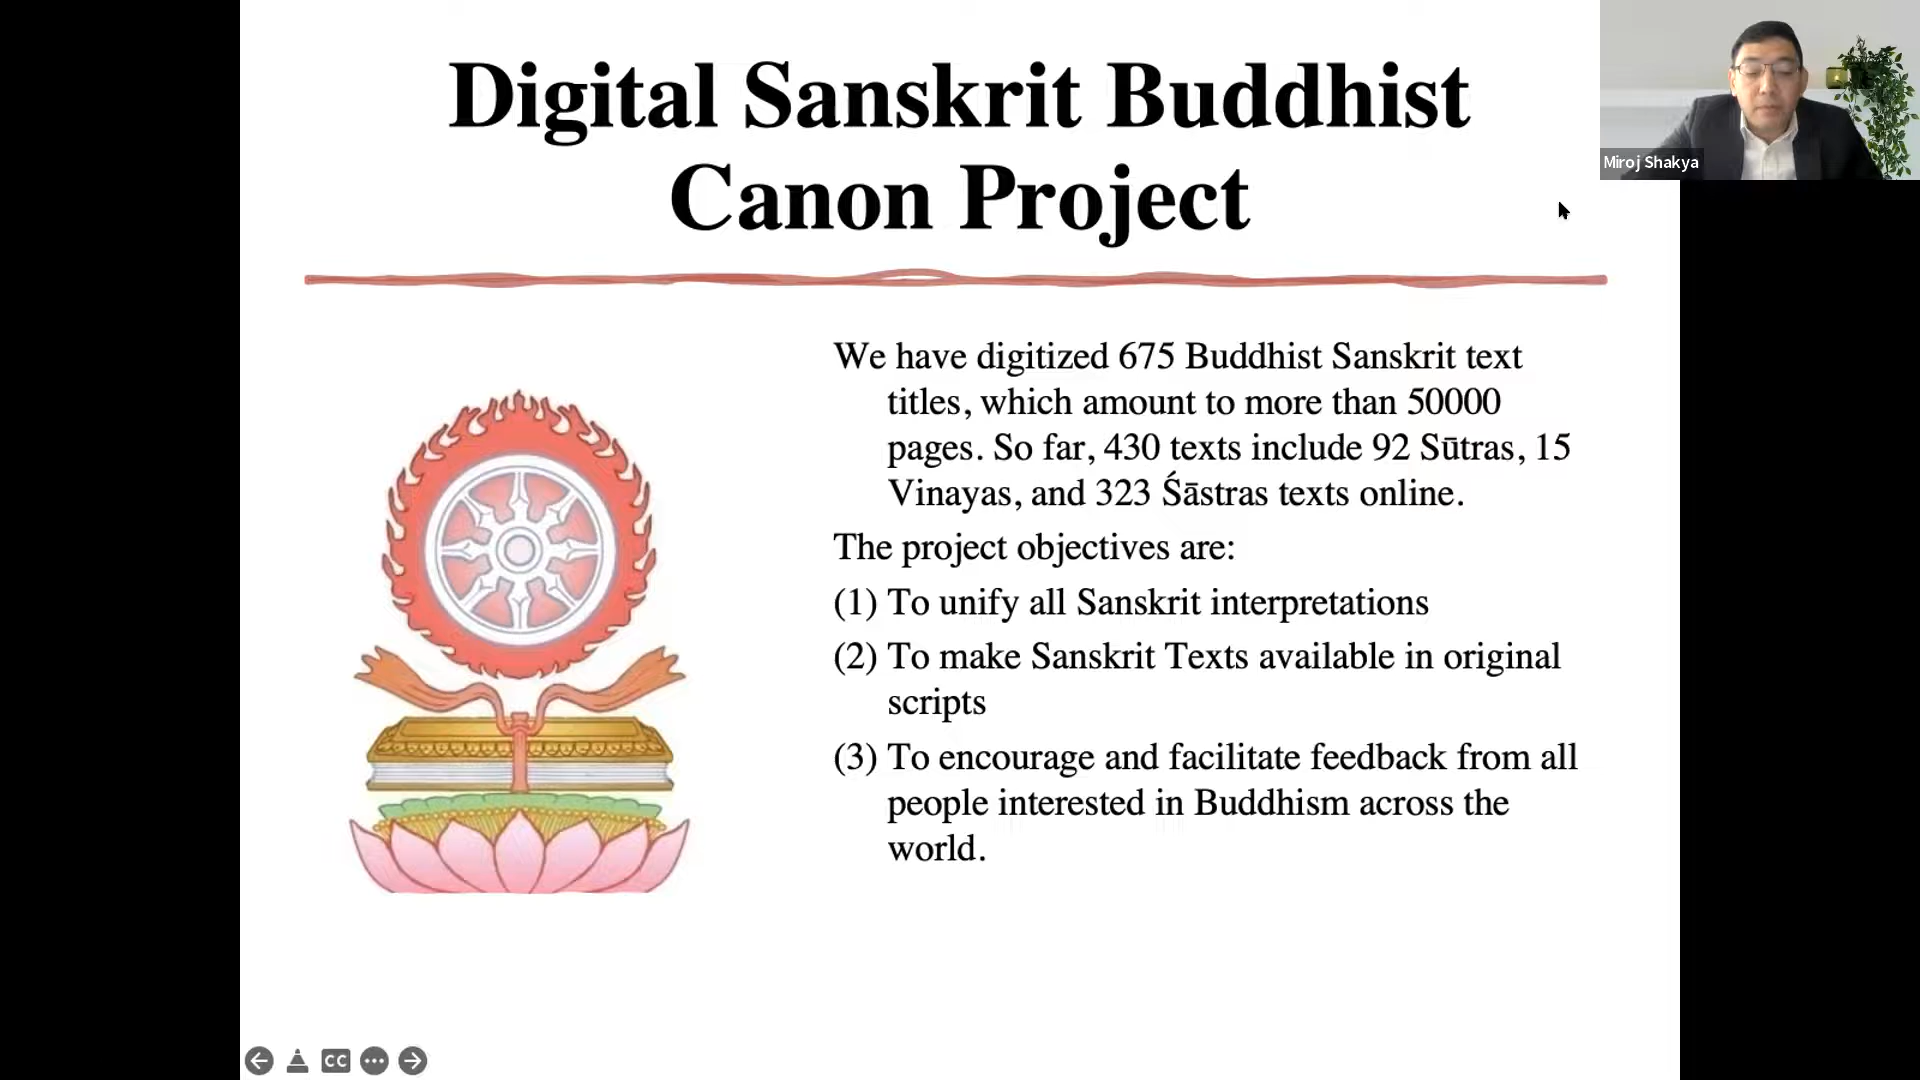 Digital Sanskrit Buddhist
Canon Project
Miroj Shakya
We have digitized 675 Buddhist Sanskrit text
titles, which amount to more than 50000
pages. So far, 430 texts include 92 Sūtras, 15
Vinayas, and 323 Śāstras texts online.
The project objectives are:
(1) To unify all Sanskrit interpretations
(2) To make Sanskrit Texts available in original
scripts
(3) To encourage and facilitate feedback from all
people interested in Buddhism across the
world.
CC